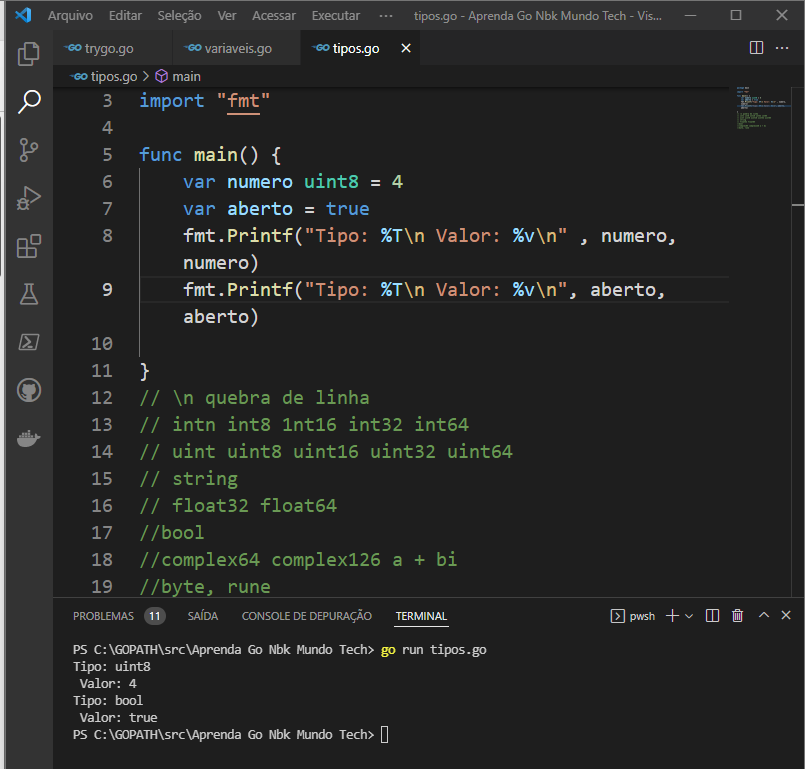 Arquivo Editar Seleção Ver Acessar Executar ··· tipos.go - Aprenda Go Nbk Mundo Tech - Vis...
GO trygo.go GO variaveis.go GO tipos.go
GO tipos.go > main
3 import "fmt"
4
5 func main() {
6 var numero uint8 = 4
7 var aberto = true
8 fmt.Printf("Tipo: %T\n Valor: %v\n" , numero,
numero)
9 fmt.Printf("Tipo: %T\n Valor: %v\n", aberto,
aberto)
10
11 }
12 // \n quebra de linha
13 // intn int8 1nt16 int32 int64
14 // uint uint8 uint16 uint32 uint64
15 // string
16 // float32 float64
17 //bool
18 //complex64 complex126 a + bi
19 //byte, rune
PROBLEMAS 11 SAÍDA CONSOLE DE DEPURAÇÃO TERMINAL pwsh
PS C:\GOPATH\src\Aprenda Go Nbk Mundo Tech> go run tipos.go
Tipo: uint8
Valor: 4
Tipo: bool
Valor: true
PS C:\GOPATH\src\Aprenda Go Nbk Mundo Tech>